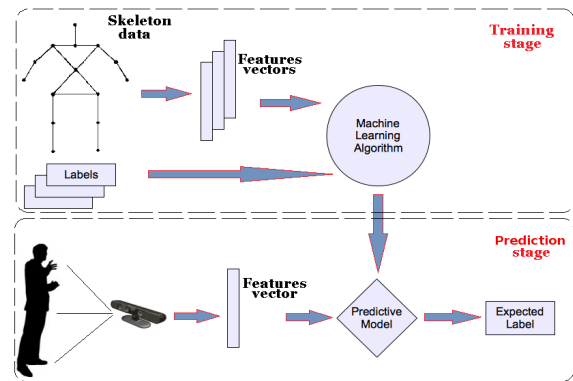 Skeleton
data
Training
stage
Features
vectors
Machine
Learning
Algorithm
Labels
Prediction
stage
Features
vector
Predictive
Model
Expected
Label